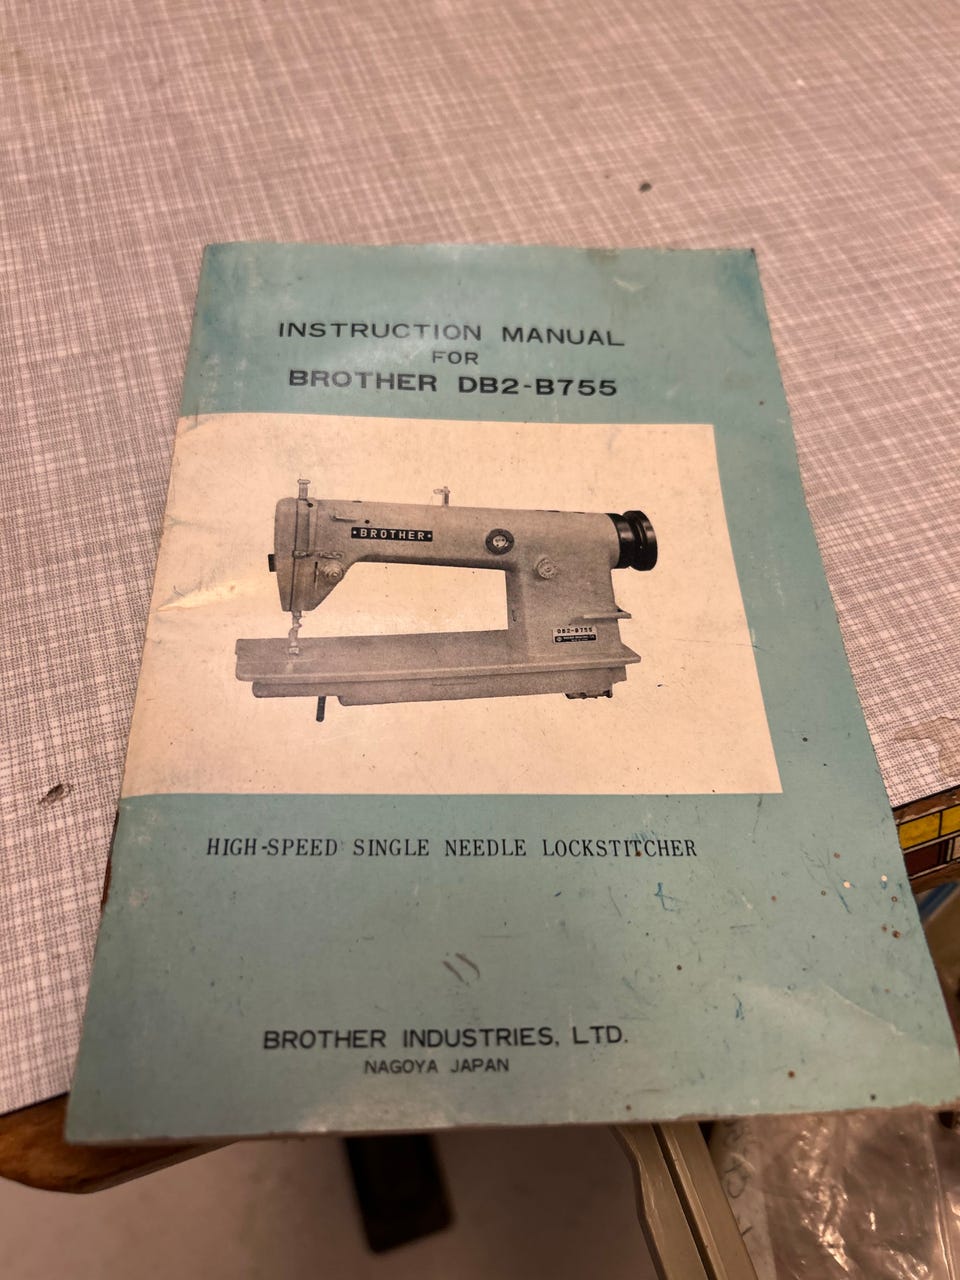 INSTRUCTION MANUAL
FOR
BROTHER DB2-B755
BROTHER
DB2-B755
HIGH-SPEED SINGLE NEEDLE LOCKSTITCHER
BROTHER INDUSTRIES, LTD.
NAGOYA JAPAN